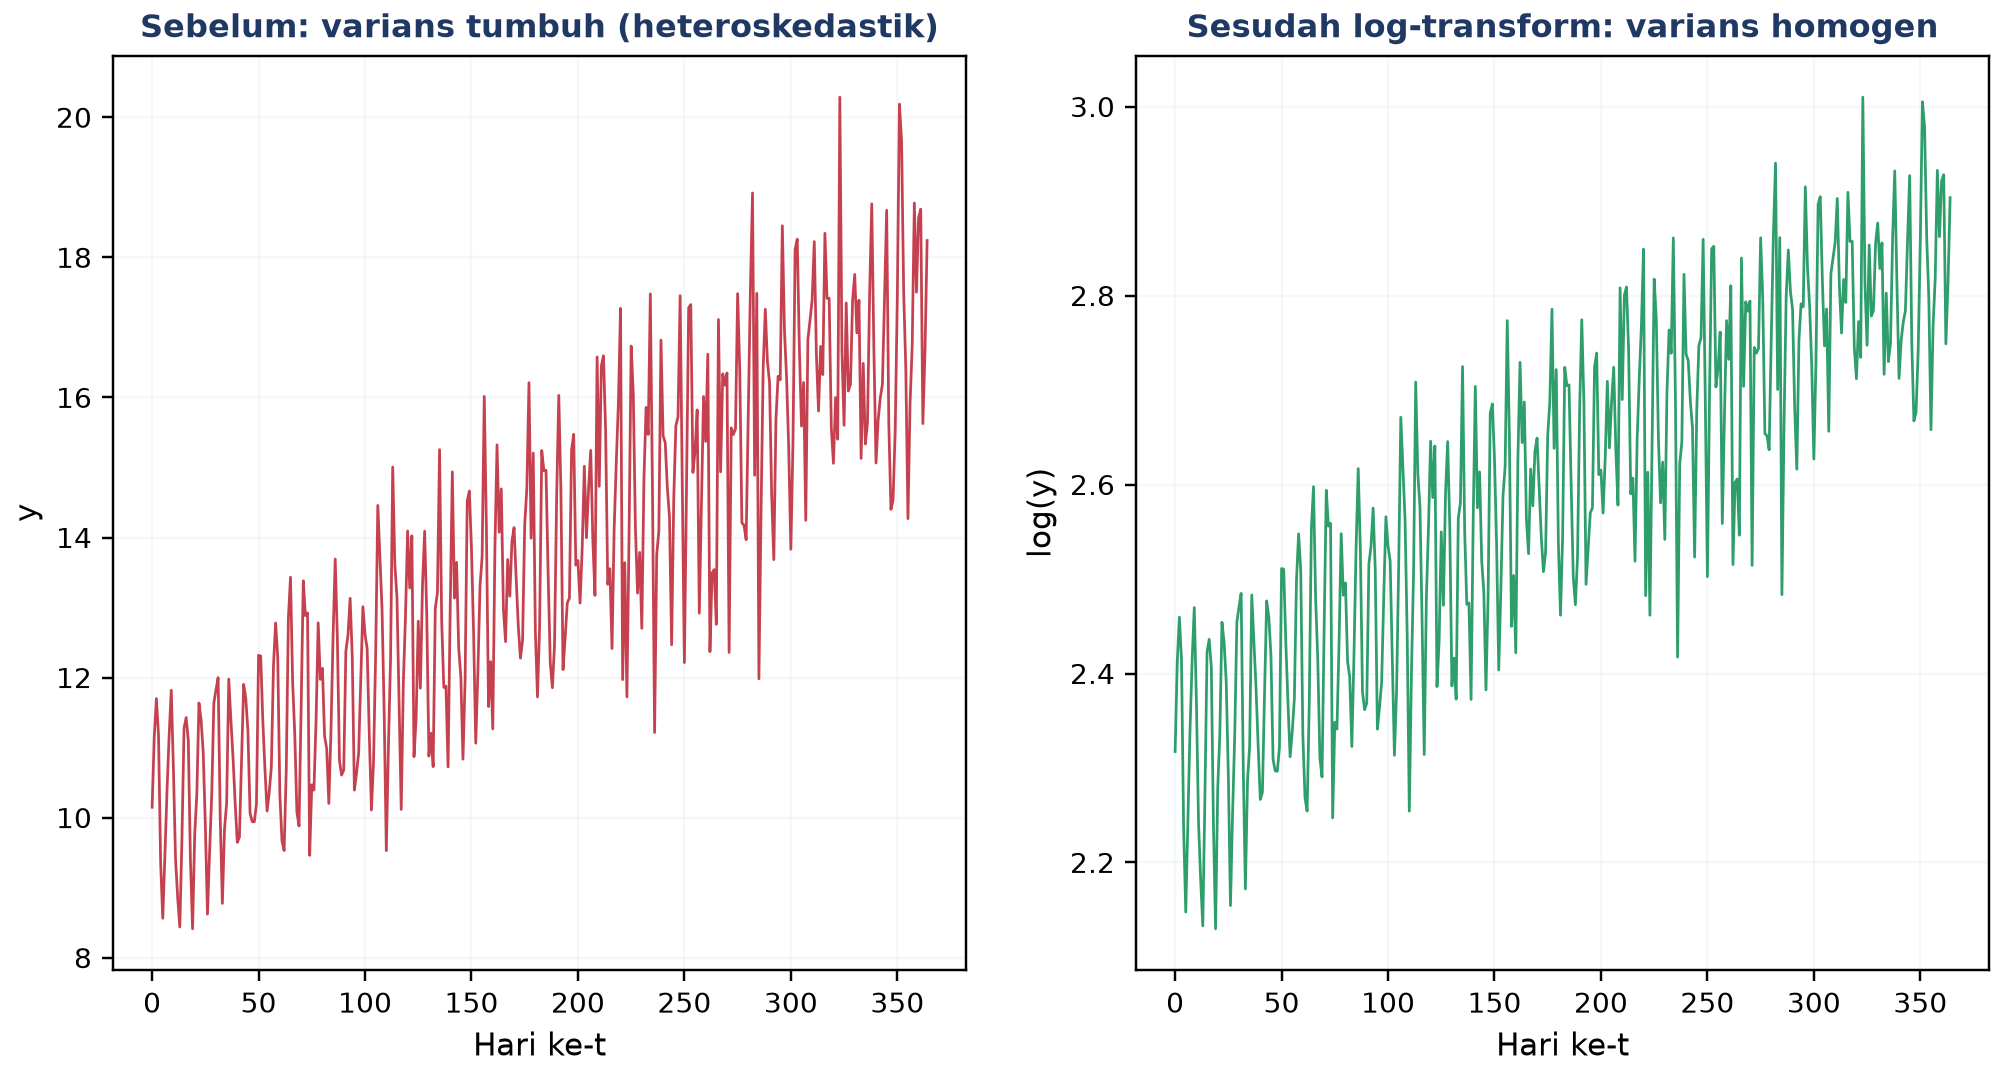 Sebelum: varians tumbuh (heteroskedastik)
20
18
16
14
12
10
8
y
0 50 100 150 200 250 300 350
Hari ke-t
Sesudah log-transform: varians homogen
3.0
2.8
2.6
2.4
2.2
log(y)
0 50 100 150 200 250 300 350
Hari ke-t